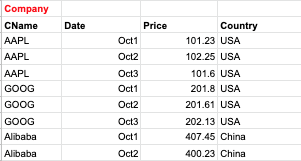 Company
CName Date Price Country
AAPL Oct1 101.23 USA
AAPL Oct2 102.25 USA
AAPL Oct3 101.6 USA
GOOG Oct1 201.8 USA
GOOG Oct2 201.61 USA
GOOG Oct3 202.13 USA
Alibaba Oct1 407.45 China
Alibaba Oct2 400.23 China